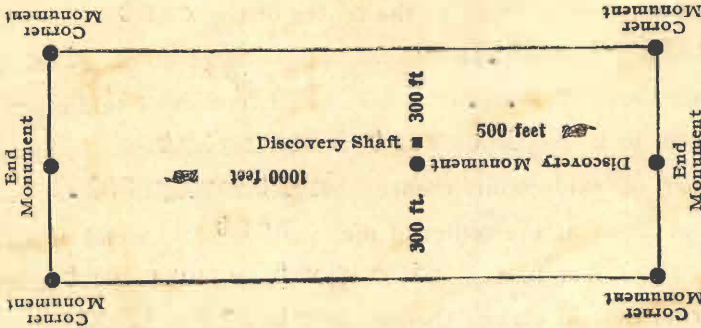 Corner
Monument
Corner
Monument
300 ft
500 feet
Discovery Shaft
Discovery Monument
End
Monument
End
Monument
1000 feet
300 ft.
Corner
Monument
Corner
Monument